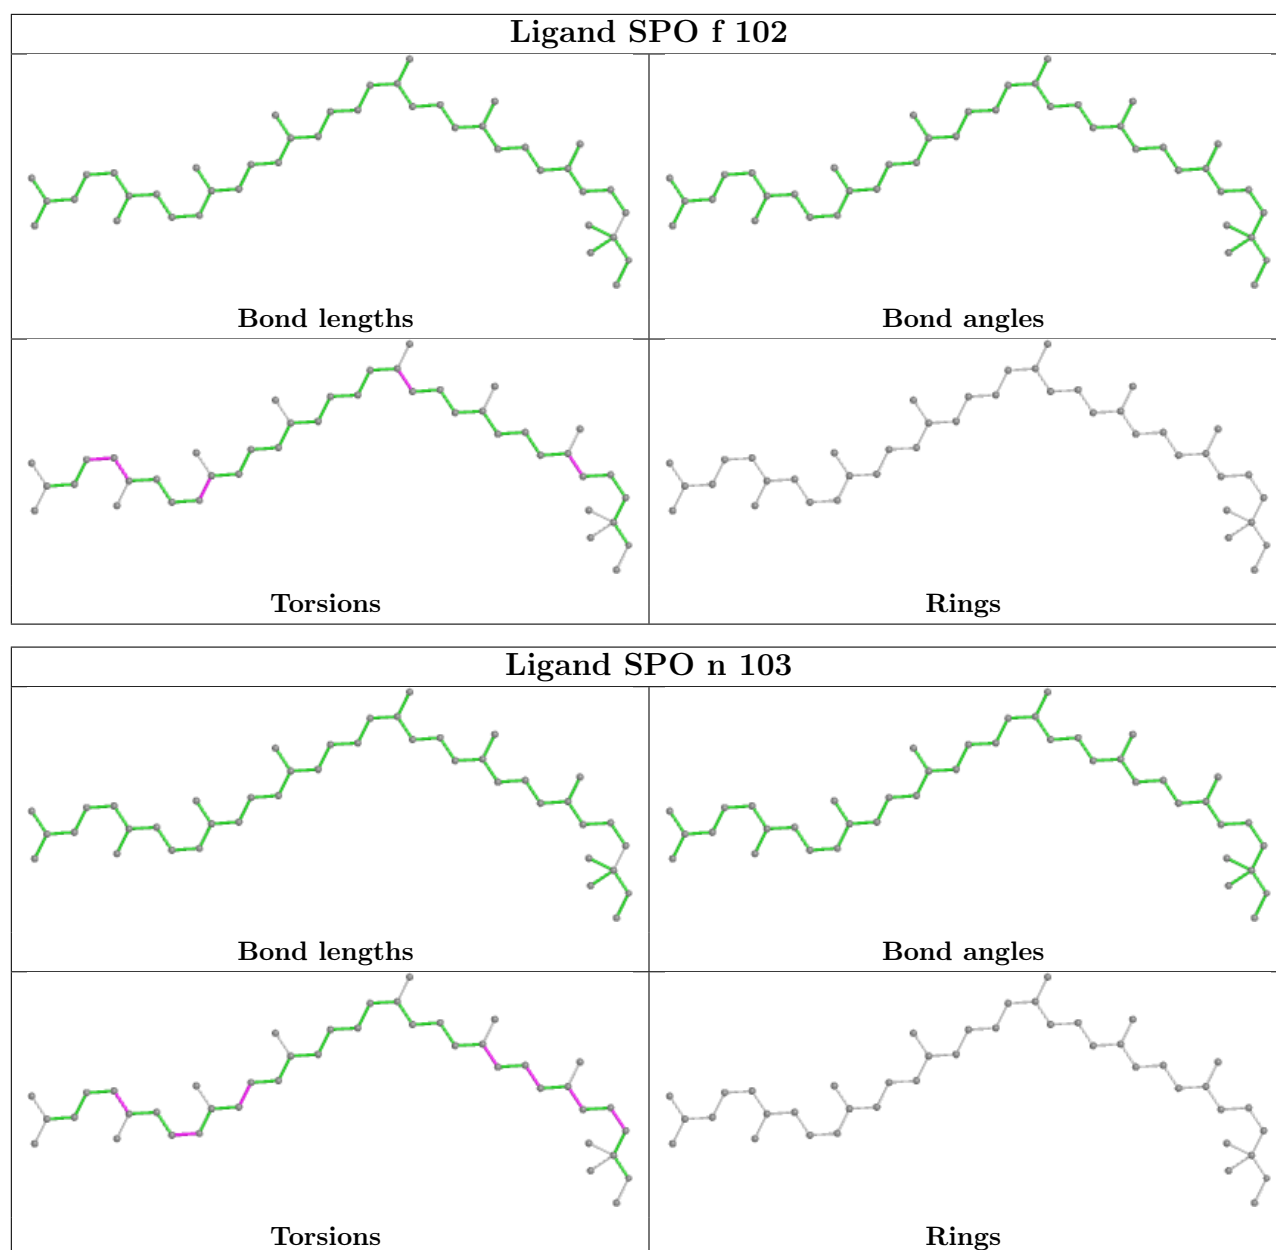 Ligand SPO f 102
Bond lengths
Bond angles
Torsions
Rings
Ligand SPO n 103
Bond lengths
Bond angles
Torsions
Rings